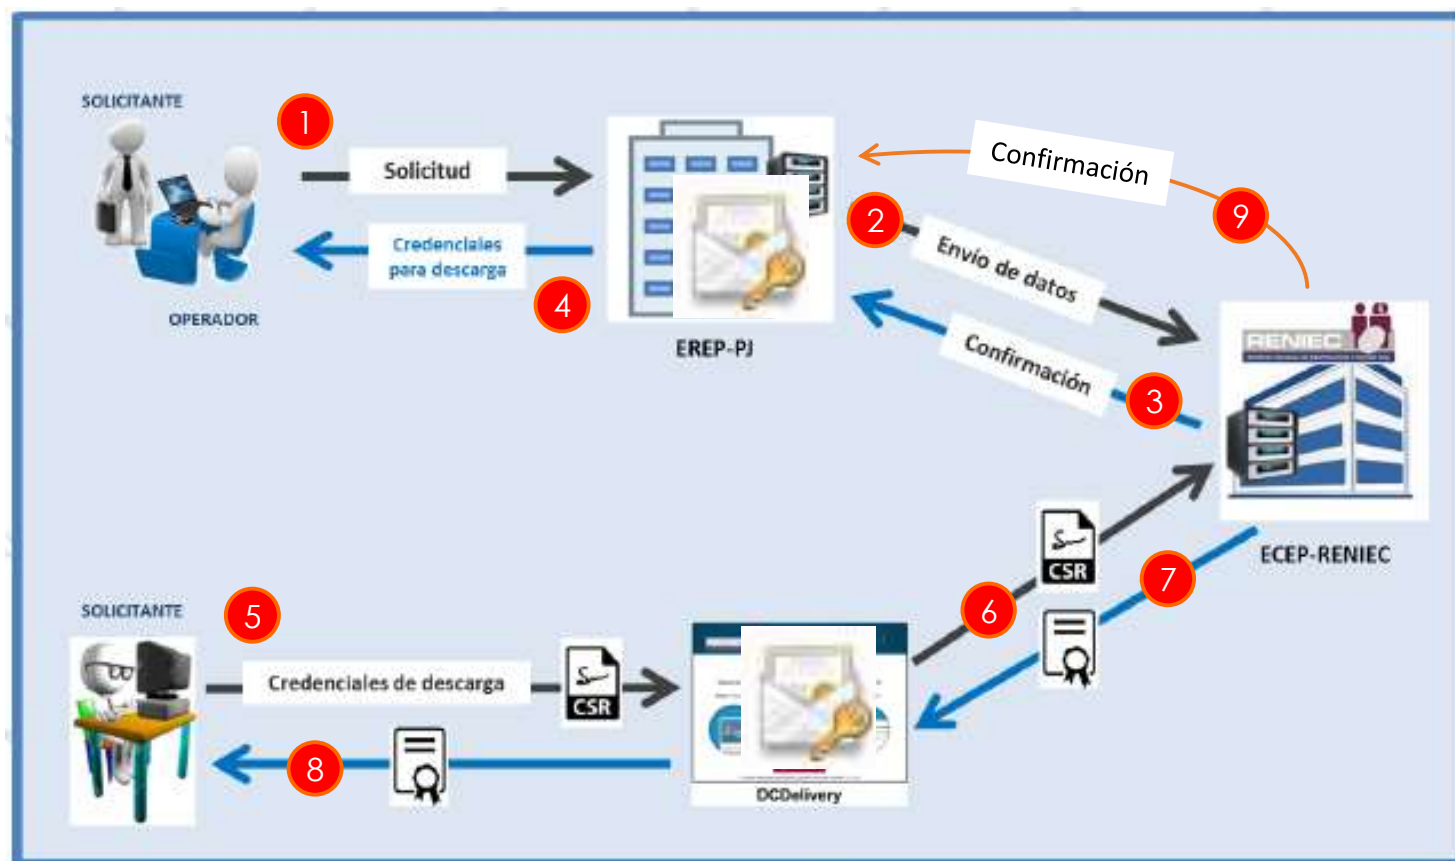 SOLICITANTE
1
Solicitud
Confirmación
9
2
Credenciales
para descarga
4
Envío de datos
OPERADOR
EREP-PJ
RENIEC
Confirmación
3
CSR
ECEP-RENIEC
7
6
SOLICITANTE
5
Credenciales de descarga
CSR
8
DCDelivery